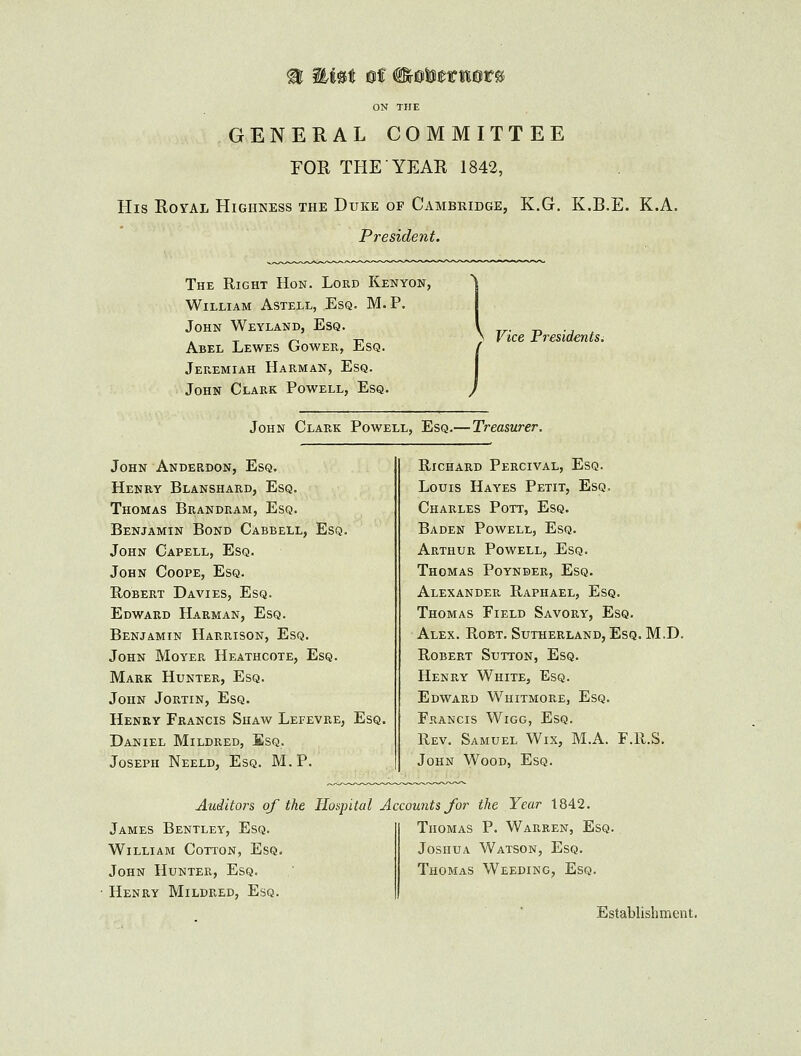 A List of Governors
ON THE
GENERAL COMMITTEE
FOR THE YEAR 1842,
His Royal Highness the Duke of Cambridge, K.G. K.B.E. K.A.
President.
The Right Hon. Lord Kenyon,
William Astell, Esq. M.P.
John Weyland, Esq.
Abel Lewes Gower, Esq.
Jeremiah Harman, Esq.
John Clark Powell, Esq.
Vice Presidents.
John Clark Powell, Esq.—Treasurer.
John Anderdon, Esq.
Henry Blanshard, Esq.
Thomas Brandram, Esq.
Benjamin Bond Cabbell, Esq.
John Capell, Esq.
John Coope, Esq.
Robert Davies, Esq.
Edward Harman, Esq.
Benjamin Harrison, Esq.
John Moyer Heathcote, Esq.
Mark Hunter, Esq.
John Jortin, Esq.
Henry Francis Shaw Lefevre, Esq.
Daniel Mildred, Esq.
Joseph Neeld, Esq. M.P.
Richard Percival, Esq.
Louis Hayes Petit, Esq.
Charles Pott, Esq.
Baden Powell, Esq.
Arthur Powell, Esq.
Thomas Poynder, Esq.
Alexander Raphael, Esq.
Thomas Field Savory, Esq.
Alex. Robt. Sutherland, Esq. M.D.
Robert Sutton, Esq.
Henry White, Esq.
Edward Whitmore, Esq.
Francis Wigg, Esq.
Rev. Samuel Wix, M.A. F.R.S.
John Wood, Esq.
Auditors of the Hospital Accounts for the Year 1842.
James Bentley, Esq.
William Cotton, Esq.
John Hunter, Esq.
Henry Mildred, Esq.
Thomas P. Warren, Esq.
Joshua Watson, Esq.
Thomas Weeding, Esq.
Establishment.